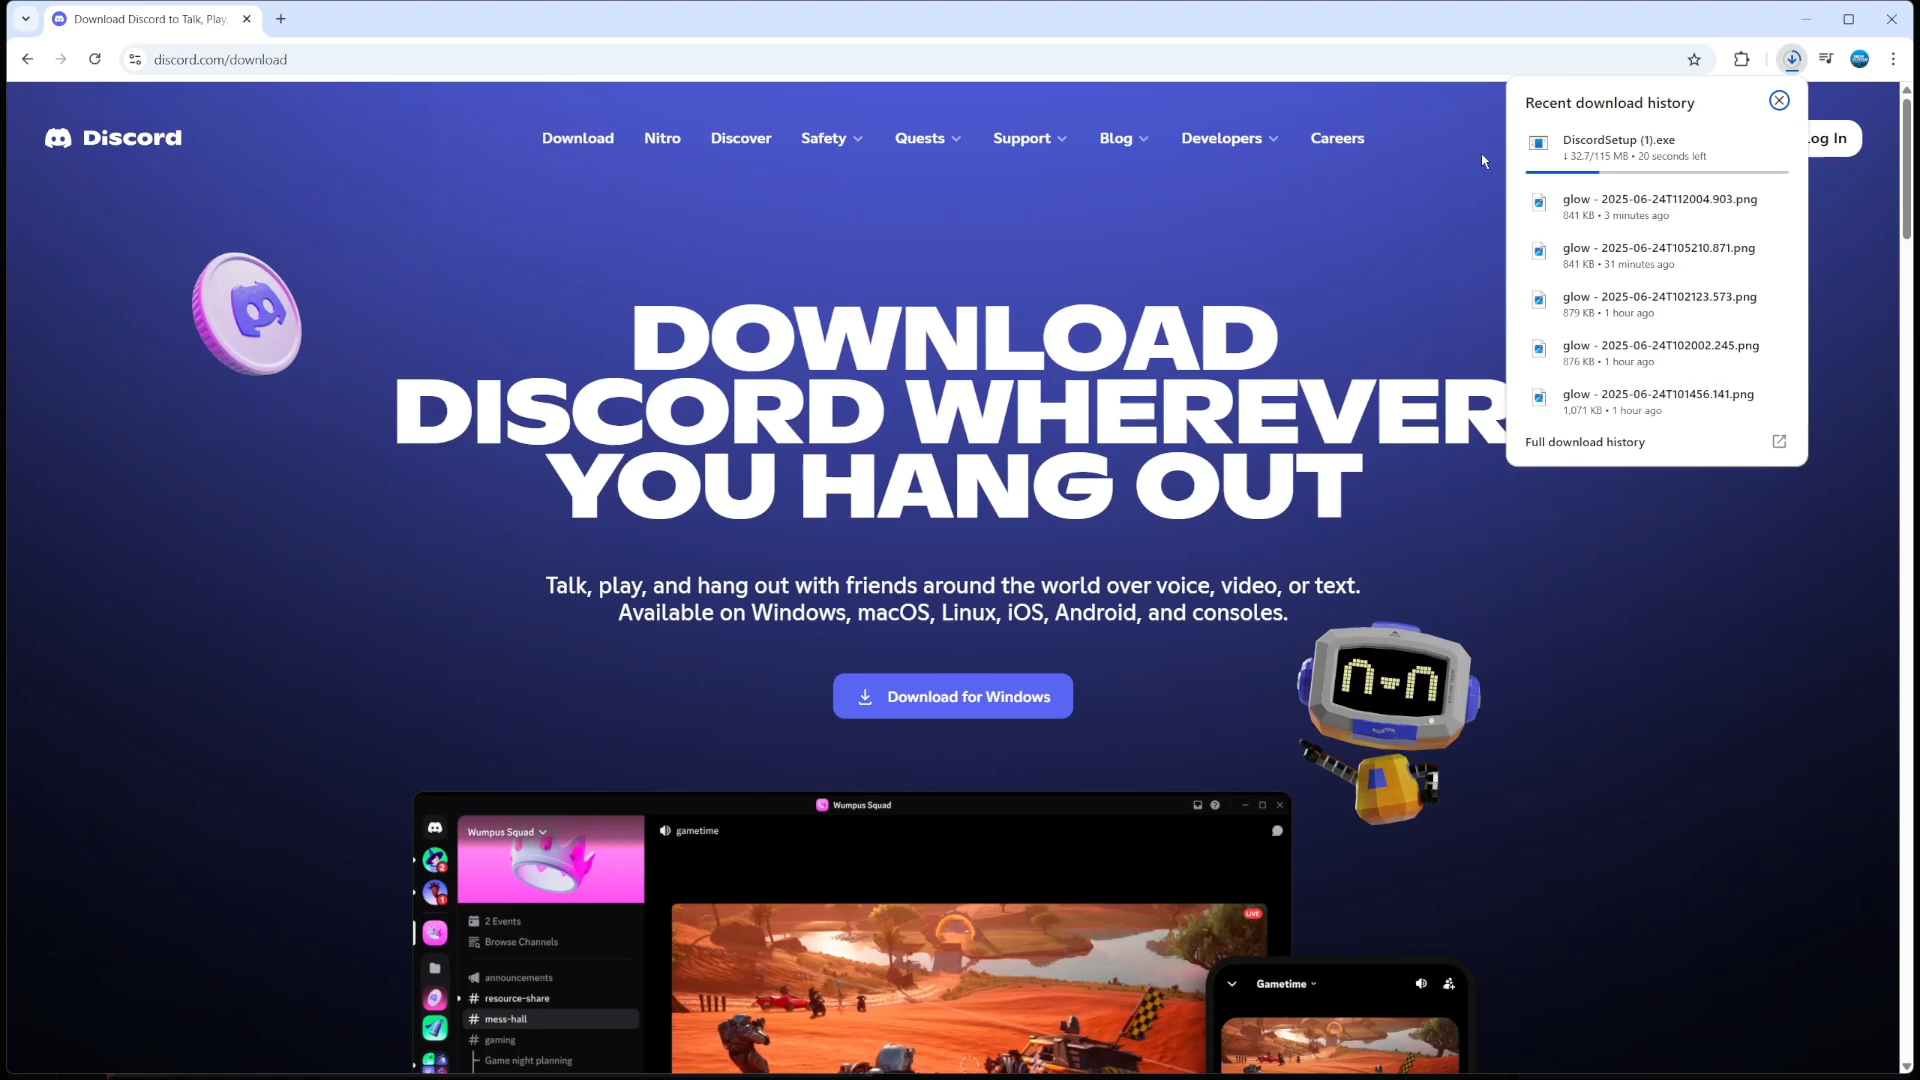 Download Discord to Talk, Play,
discord.com/download
Discord
Download
Nitro
Discover
Safety
Quests
Support
Blog
Developers
Careers
og In
Recent download history
DiscordSetup (1).exe
↓ 32.7/115 MB • 20 seconds left
glow - 2025-06-24T112004.903.png
841 KB • 3 minutes ago
glow - 2025-06-24T105210.871.png
841 KB • 31 minutes ago
glow - 2025-06-24T102123.573.png
879 KB • 1 hour ago
glow - 2025-06-24T102002.245.png
876 KB • 1 hour ago
glow - 2025-06-24T101456.141.png
1,071 KB • 1 hour ago
Full download history
DOWNLOAD
DISCORD WHEREVER
YOU HANG OUT
Talk, play, and hang out with friends around the world over voice, video, or text.
Available on Windows, macOS, Linux, iOS, Android, and consoles.
Download for Windows
Wumpus Squad
Wumpus Squad
gametime
2
1
2 Events
Browse Channels
announcements
# resource-share
# mess-hall
# gaming
Game night planning
LIVE
Gametime